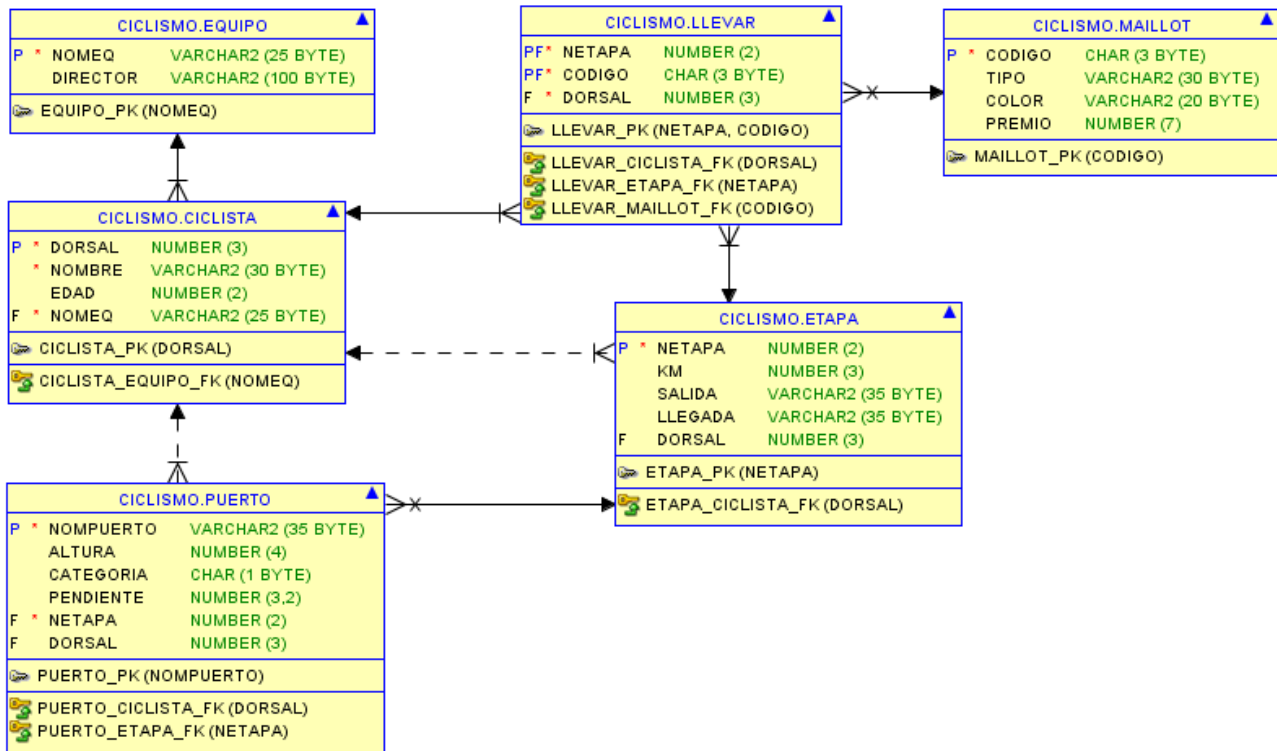 CICLISMO.EQUIPO
P * NOMEQ VARCHAR2 (25 BYTE)
DIRECTOR VARCHAR2 (100 BYTE)
EQUIPO_PK (NOMEQ)
CICLISMO.LLEVAR
PF* NETAPA NUMBER (2)
PF* CODIGO CHAR (3 BYTE)
F * DORSAL NUMBER (3)
LLEVAR_PK (NETAPA, CODIGO)
LLEVAR_CICLISTA_FK (DORSAL)
LLEVAR_ETAPA_FK (NETAPA)
LLEVAR_MAILLOT_FK (CODIGO)
CICLISMO.MAILLOT
P * CODIGO CHAR (3 BYTE)
TIPO VARCHAR2 (30 BYTE)
COLOR VARCHAR2 (20 BYTE)
PREMIO NUMBER (7)
MAILLOT_PK (CODIGO)
CICLISMO.CICLISTA
P * DORSAL NUMBER (3)
* NOMBRE VARCHAR2 (30 BYTE)
EDAD NUMBER (2)
F * NOMEQ VARCHAR2 (25 BYTE)
CICLISTA_PK (DORSAL)
CICLISTA_EQUIPO_FK (NOMEQ)
CICLISMO.ETAPA
P * NETAPA NUMBER (2)
KM NUMBER (3)
SALIDA VARCHAR2 (35 BYTE)
LLEGADA VARCHAR2 (35 BYTE)
F DORSAL NUMBER (3)
ETAPA_PK (NETAPA)
ETAPA_CICLISTA_FK (DORSAL)
CICLISMO.PUERTO
P * NOMPUERTO VARCHAR2 (35 BYTE)
ALTURA NUMBER (4)
CATEGORIA CHAR (1 BYTE)
PENDIENTE NUMBER (3,2)
F * NETAPA NUMBER (2)
F DORSAL NUMBER (3)
PUERTO_PK (NOMPUERTO)
PUERTO_CICLISTA_FK (DORSAL)
PUERTO_ETAPA_FK (NETAPA)